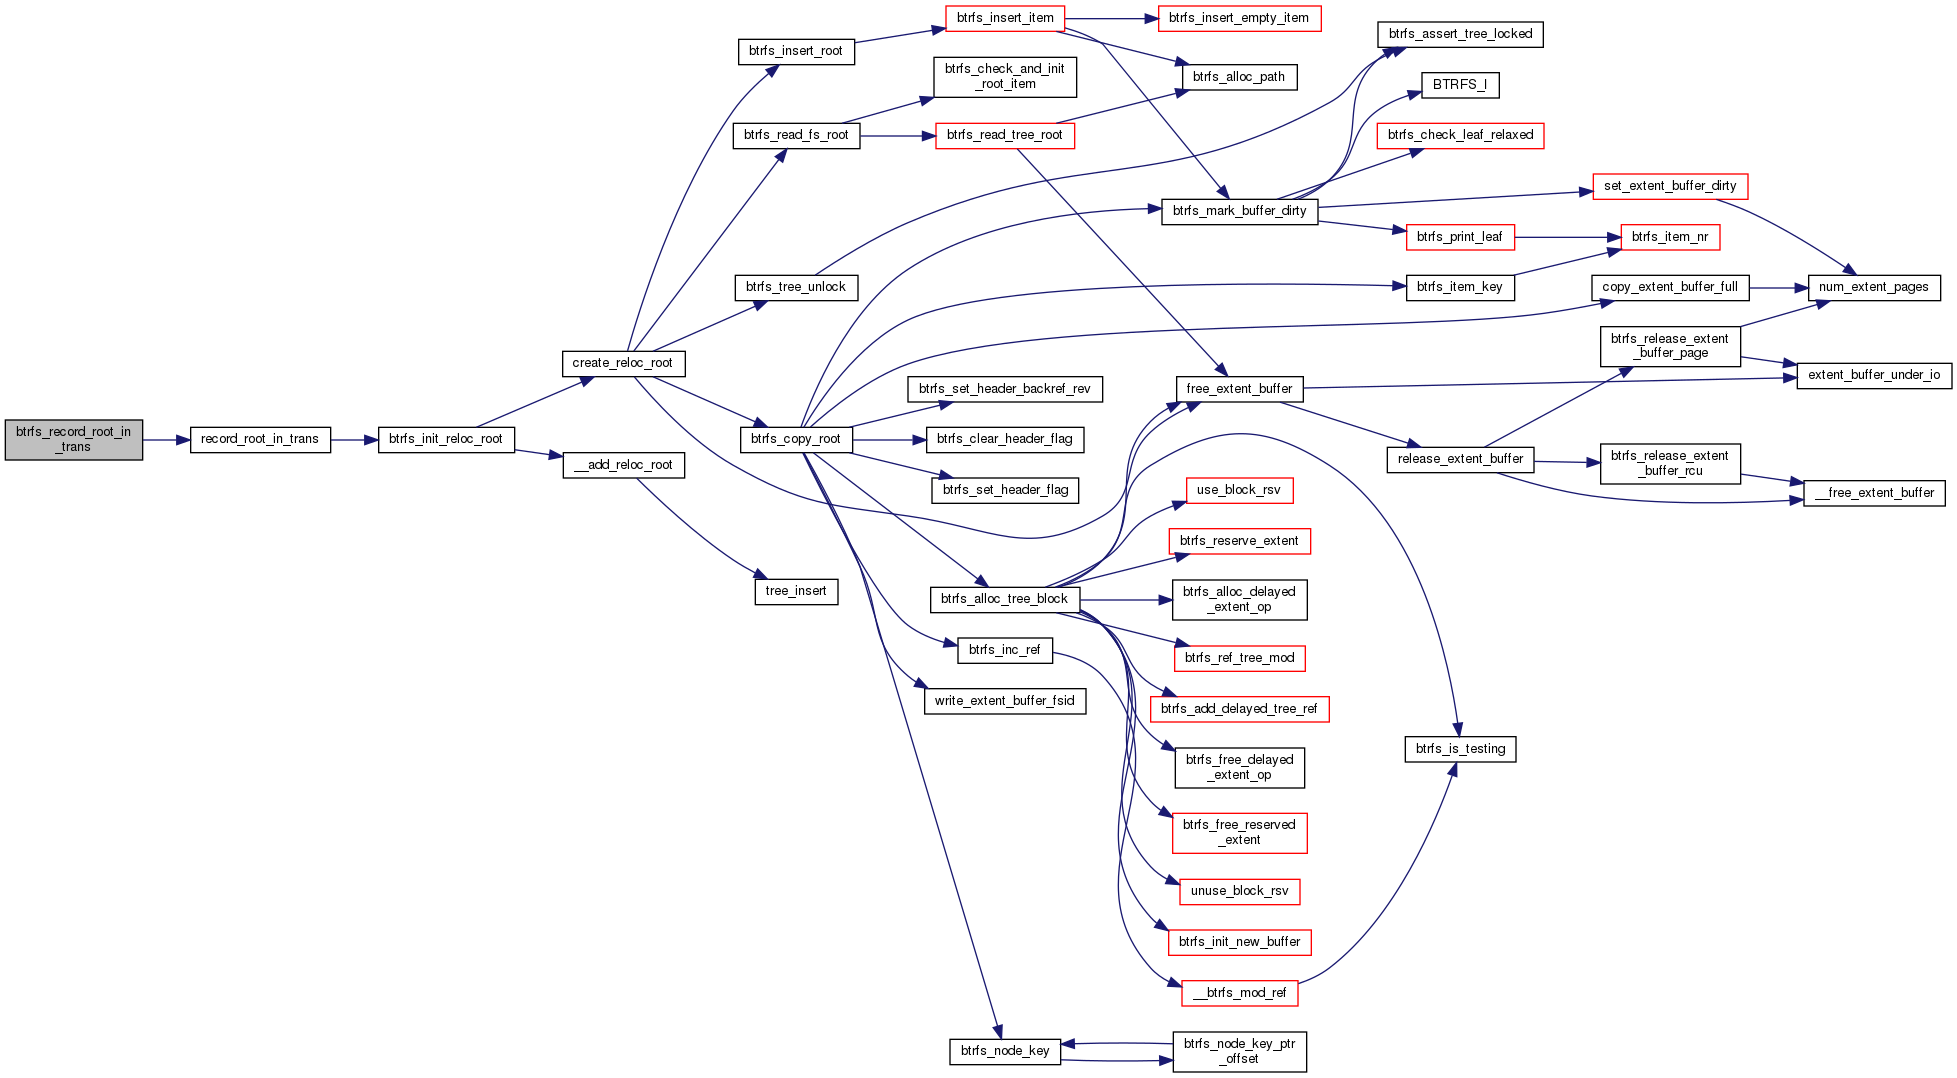 btrfs_record_root_in
_trans
record_root_in_trans
btrfs_init_reloc_root
create_reloc_root
__add_reloc_root
btrfs_insert_root
btrfs_read_fs_root
btrfs_tree_unlock
btrfs_copy_root
tree_insert
btrfs_insert_item
btrfs_check_and_init
_root_item
btrfs_read_tree_root
btrfs_set_header_backref_rev
btrfs_clear_header_flag
btrfs_set_header_flag
btrfs_alloc_tree_block
btrfs_inc_ref
write_extent_buffer_fsid
btrfs_node_key
btrfs_insert_empty_item
btrfs_alloc_path
btrfs_mark_buffer_dirty
free_extent_buffer
use_block_rsv
btrfs_reserve_extent
btrfs_alloc_delayed
_extent_op
btrfs_ref_tree_mod
btrfs_add_delayed_tree_ref
btrfs_free_delayed
_extent_op
btrfs_free_reserved
_extent
unuse_block_rsv
btrfs_init_new_buffer
__btrfs_mod_ref
btrfs_node_key_ptr
_offset
btrfs_assert_tree_locked
BTRFS_I
btrfs_check_leaf_relaxed
btrfs_print_leaf
btrfs_item_key
release_extent_buffer
btrfs_is_testing
set_extent_buffer_dirty
btrfs_item_nr
copy_extent_buffer_full
btrfs_release_extent
_buffer_page
btrfs_release_extent
_buffer_rcu
num_extent_pages
extent_buffer_under_io
__free_extent_buffer